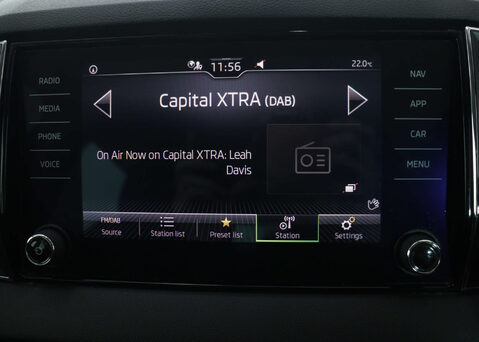 11:56
22.0°C
RADIO
MEDIA
PHONE
VOICE
Capital XTRA (DAB)
On Air Now on Capital XTRA: Leah
Davis
NAV
APP
CAR
MENU
FM/DAB
Source
Station list
Preset list
Station
Settings